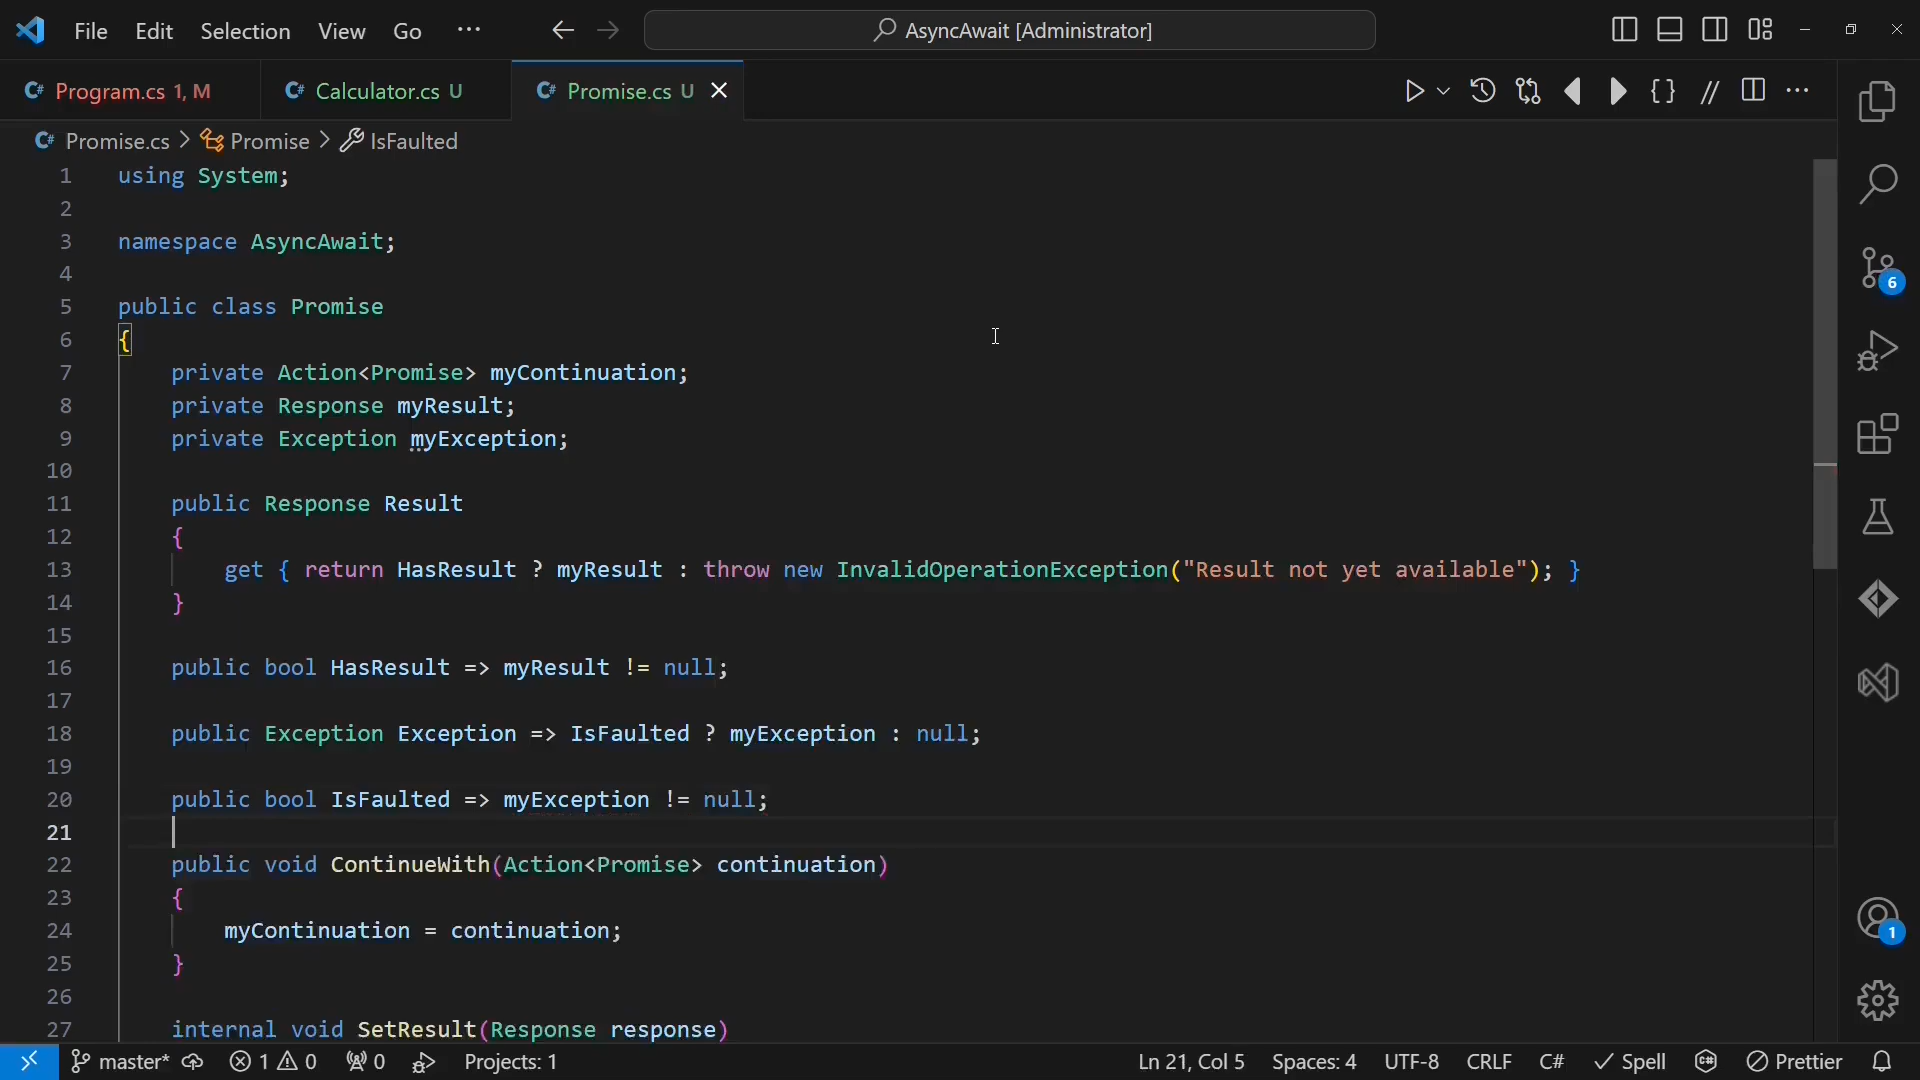 File Edit Selection View Go ··· AsyncAwait [Administrator]
C# Program.cs 1, M C# Calculator.cs U C# Promise.cs U
C# Promise.cs > Promise > IsFaulted
1 using System;
2
3 namespace AsyncAwait;
4
5 public class Promise
6 {
7 private Action<Promise> myContinuation;
8 private Response myResult;
9 private Exception myException;
10
11 public Response Result
12 {
13 get { return HasResult ? myResult : throw new InvalidOperationException("Result not yet available"); }
14 }
15
16 public bool HasResult => myResult != null;
17
18 public Exception Exception => IsFaulted ? myException : null;
19
20 public bool IsFaulted => myException != null;
21
22 public void ContinueWith(Action<Promise> continuation)
23 {
24 myContinuation = continuation;
25 }
26
27 internal void SetResult(Response response)
6
1
master* 1 0 0 Projects: 1 Ln 21, Col 5 Spaces: 4 UTF-8 CRLF C# Spell Prettier